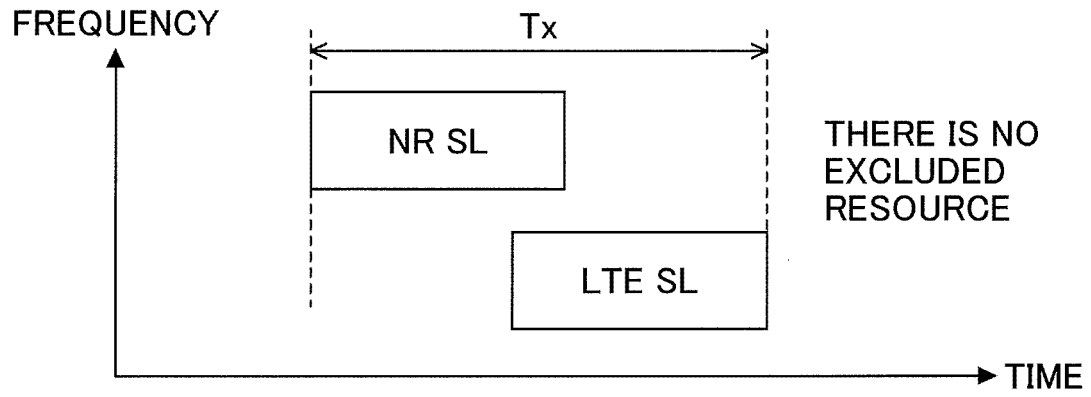 FREQUENCY
Tx
NR SL
THERE IS NO
EXCLUDED
RESOURCE
LTE SL
TIME